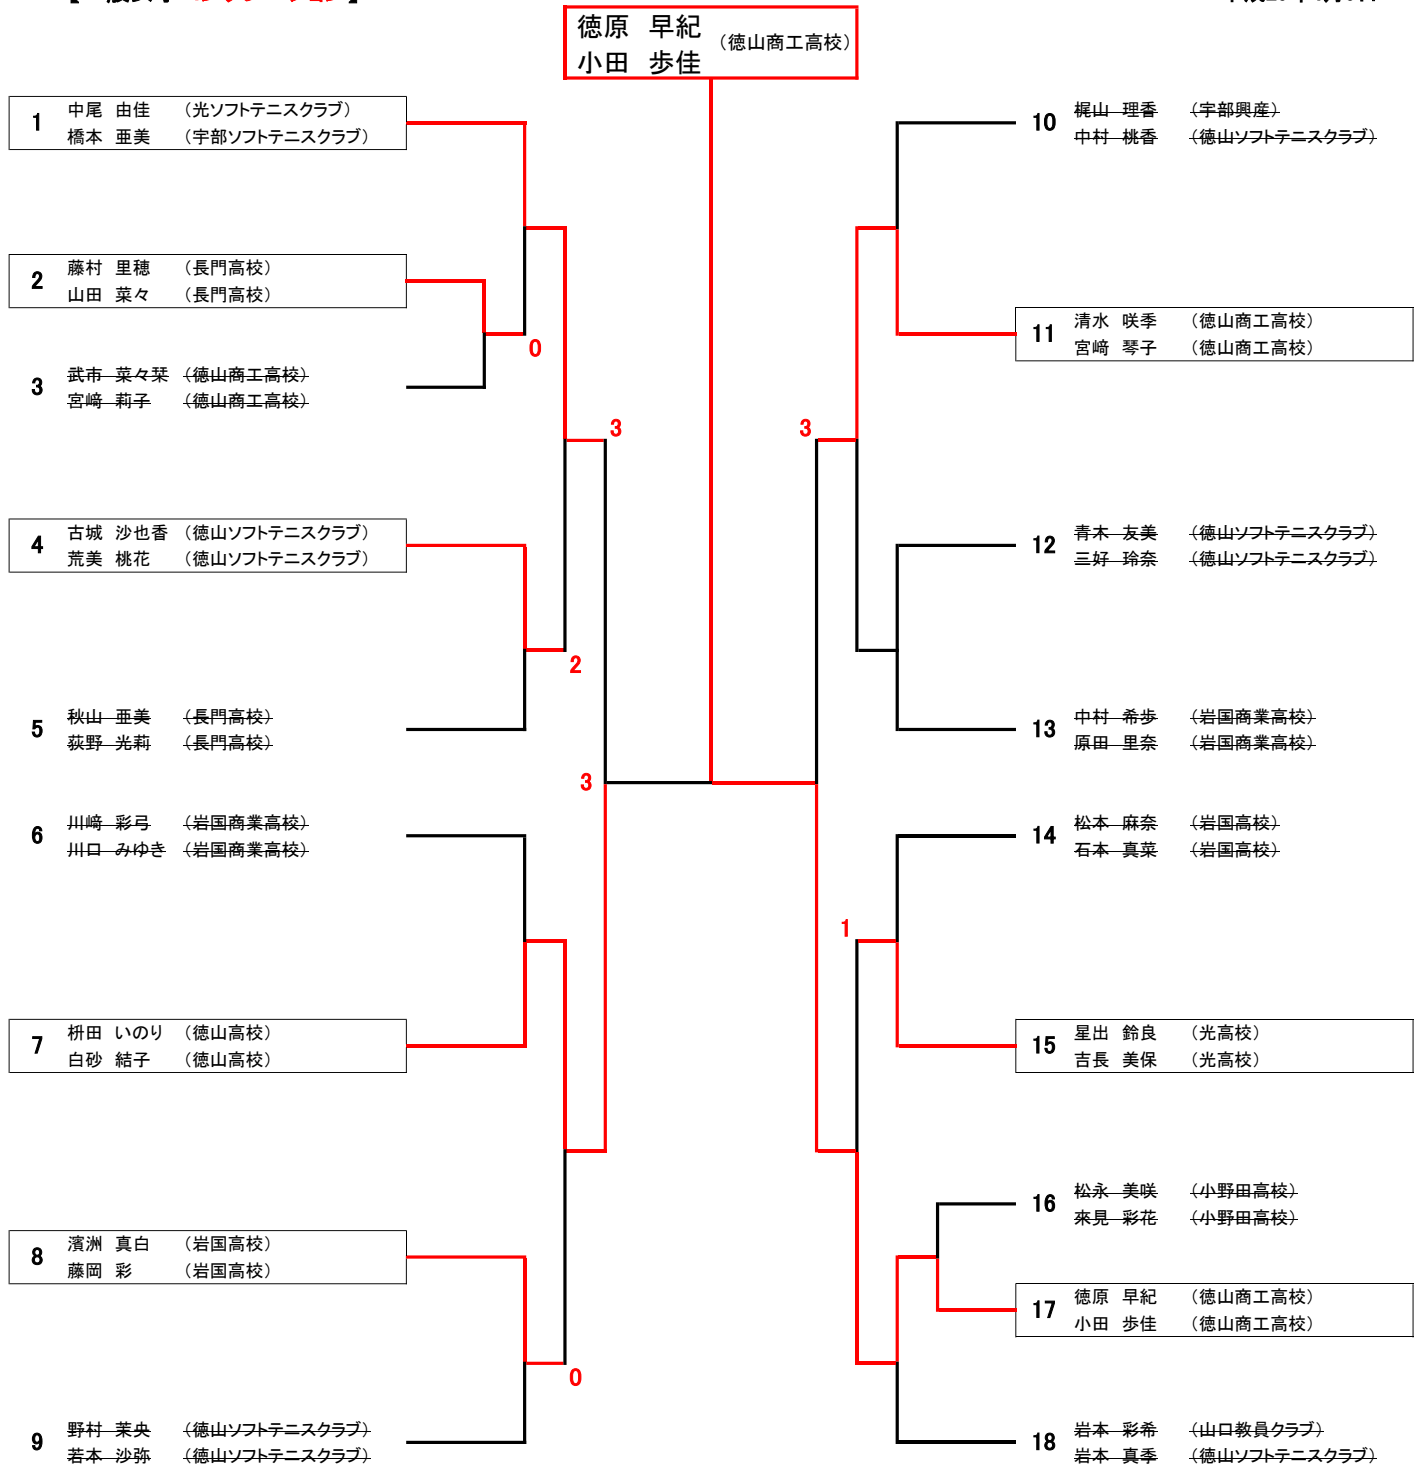 徳原 早紀 (徳山商工高校)
小田 歩佳
1 中尾 由佳 (光ソフトテニスクラブ)
橋本 亜美 (宇部ソフトテニスクラブ)
2 藤村 里穂 (長門高校)
山田 菜々 (長門高校)
0
3 武市 菜々栞 (徳山商工高校)
宮﨑 莉子 (徳山商工高校)
3
4 古城 沙也香 (徳山ソフトテニスクラブ)
荒美 桃花 (徳山ソフトテニスクラブ)
2
5 秋山 亜美 (長門高校)
荻野 光莉 (長門高校)
3
6 川﨑 彩弓 (岩国商業高校)
川口 みゆき (岩国商業高校)
7 枡田 いのり (徳山高校)
白砂 結子 (徳山高校)
8 濱洲 真白 (岩国高校)
藤岡 彩 (岩国高校)
0
9 野村 茉央 (徳山ソフトテニスクラブ)
若本 沙弥 (徳山ソフトテニスクラブ)
10 梶山 理香 (宇部興産)
中村 桃香 (徳山ソフトテニスクラブ)
11 清水 咲季 (徳山商工高校)
宮﨑 琴子 (徳山商工高校)
3
12 青木 友美 (徳山ソフトテニスクラブ)
三好 玲奈 (徳山ソフトテニスクラブ)
13 中村 希歩 (岩国商業高校)
原田 里奈 (岩国商業高校)
14 松本 麻奈 (岩国高校)
石本 真菜 (岩国高校)
1
15 星出 鈴良 (光高校)
吉長 美保 (光高校)
16 松永 美咲 (小野田高校)
來見 彩花 (小野田高校)
17 徳原 早紀 (徳山商工高校)
小田 歩佳 (徳山商工高校)
18 岩本 彩希 (山口教員クラブ)
岩本 真季 (徳山ソフトテニスクラブ)